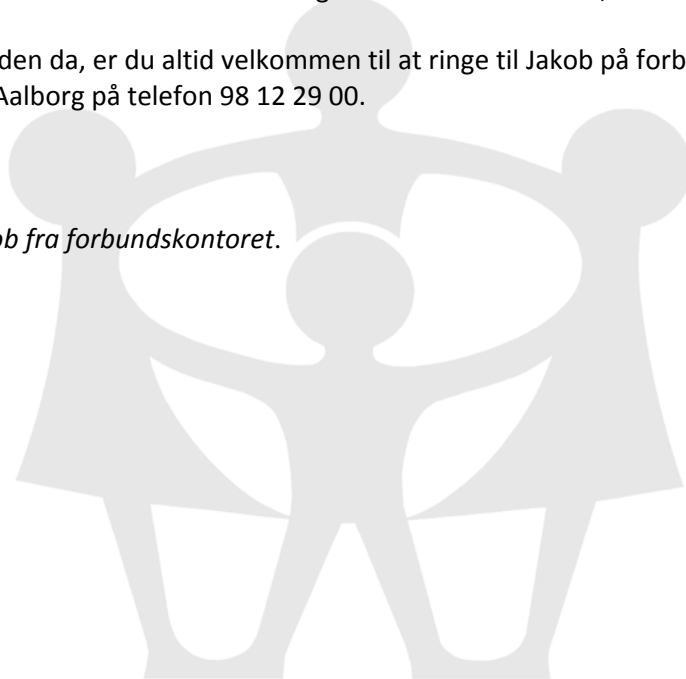 den da, er du altid velkommen til at ringe til Jakob på forb
Aalborg på telefon 98 12 29 00.
ob fra forbundskontoret.